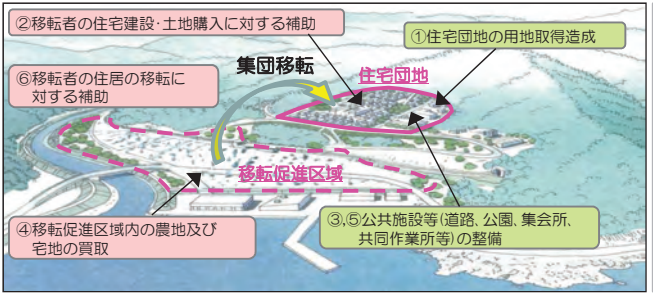 ②移転者の住宅建設･土地購入に対する補助
①住宅団地の用地取得造成
集団移転
住宅団地
⑥移転者の住居の移転に
対する補助
移転促進区域
④移転促進区域内の農地及び
宅地の買取
③,⑤公共施設等(道路、公園、集会所、
共同作業所等)の整備